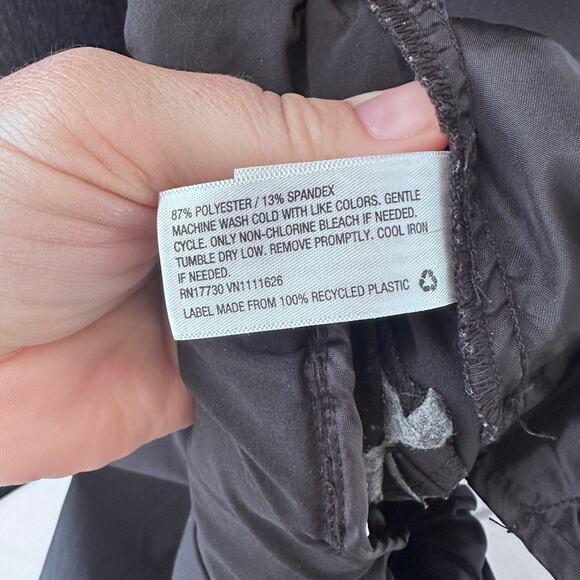 87% POLYESTER / 13% SPANDEX
MACHINE WASH COLD WITH LIKE COLORS. GENTLE
CYCLE. ONLY NON-CHLORINE BLEACH IF NEEDED.
TUMBLE DRY LOW. REMOVE PROMPTLY. COOL IRON
IF NEEDED.
RN17730 VN1111626
LABEL MADE FROM 100% RECYCLED PLASTIC